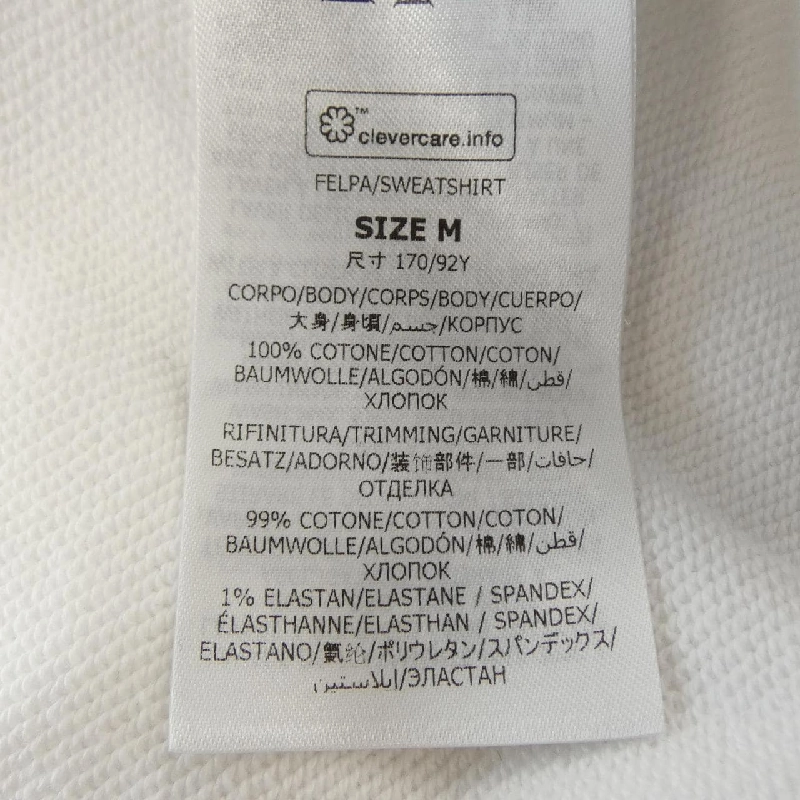 clevercare.info™
FELPA/SWEATSHIRT
SIZE M
尺寸 170/92Y
CORPO/BODY/CORPS/BODY/CUERPO/
大身/身頃/جسم/КОРПУС
100% COTONE/COTTON/COTON/
BAUMWOLLE/ALGODÓN/棉/綿/قطن/
ХЛОПОК
RIFINITURA/TRIMMING/GARNITURE/
BESATZ/ADORNO/装饰部件/一部/حافات/
ОТДЕЛКА
99% COTONE/COTTON/COTON/
BAUMWOLLE/ALGODÓN/棉/綿/قطن/
ХЛОПОК
1% ELASTAN/ELASTANE / SPANDEX/
ÉLASTHANNE/ELASTHAN / SPANDEX/
ELASTANO/氨纶/ポリウレタン/スパンデックス/
إيلاستين/ЭЛАСТАН